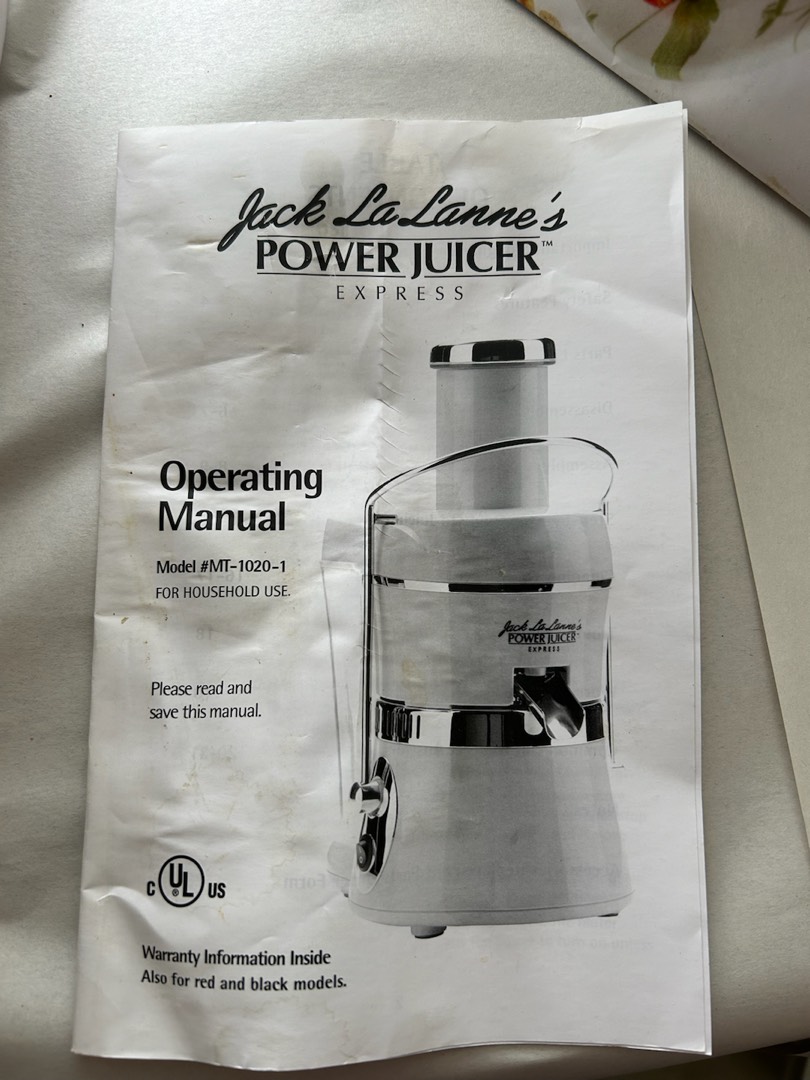 Jack LaLanne's
POWER JUICER™
EXPRESS
Operating
Manual
Model #MT-1020-1
FOR HOUSEHOLD USE.
Jack LaLanne's
POWER JUICER™
EXPRESS
Please read and
save this manual.
C UL® US
Warranty Information Inside
Also for red and black models.